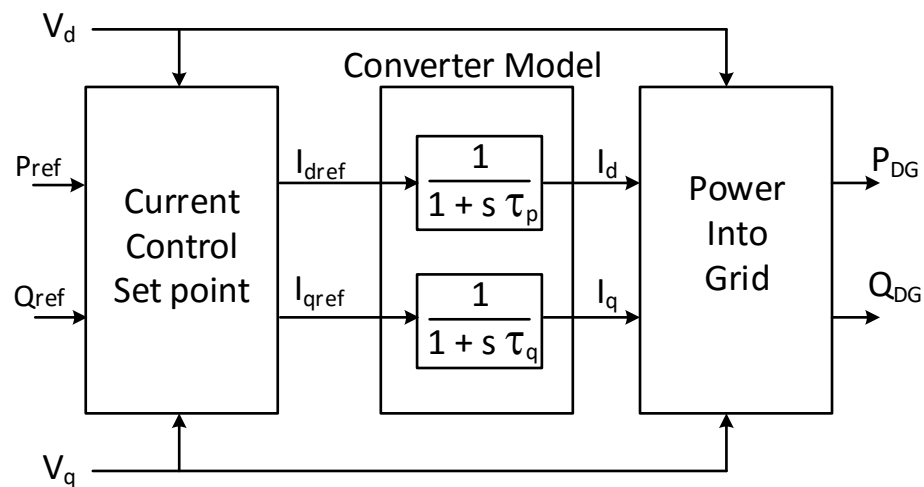 V_d
Converter Model
P_ref
Q_ref
Current
Control
Set point
I_dref
I_qref
1
1 + s τ_p
1
1 + s τ_q
I_d
I_q
Power
Into
Grid
P_DG
Q_DG
V_q